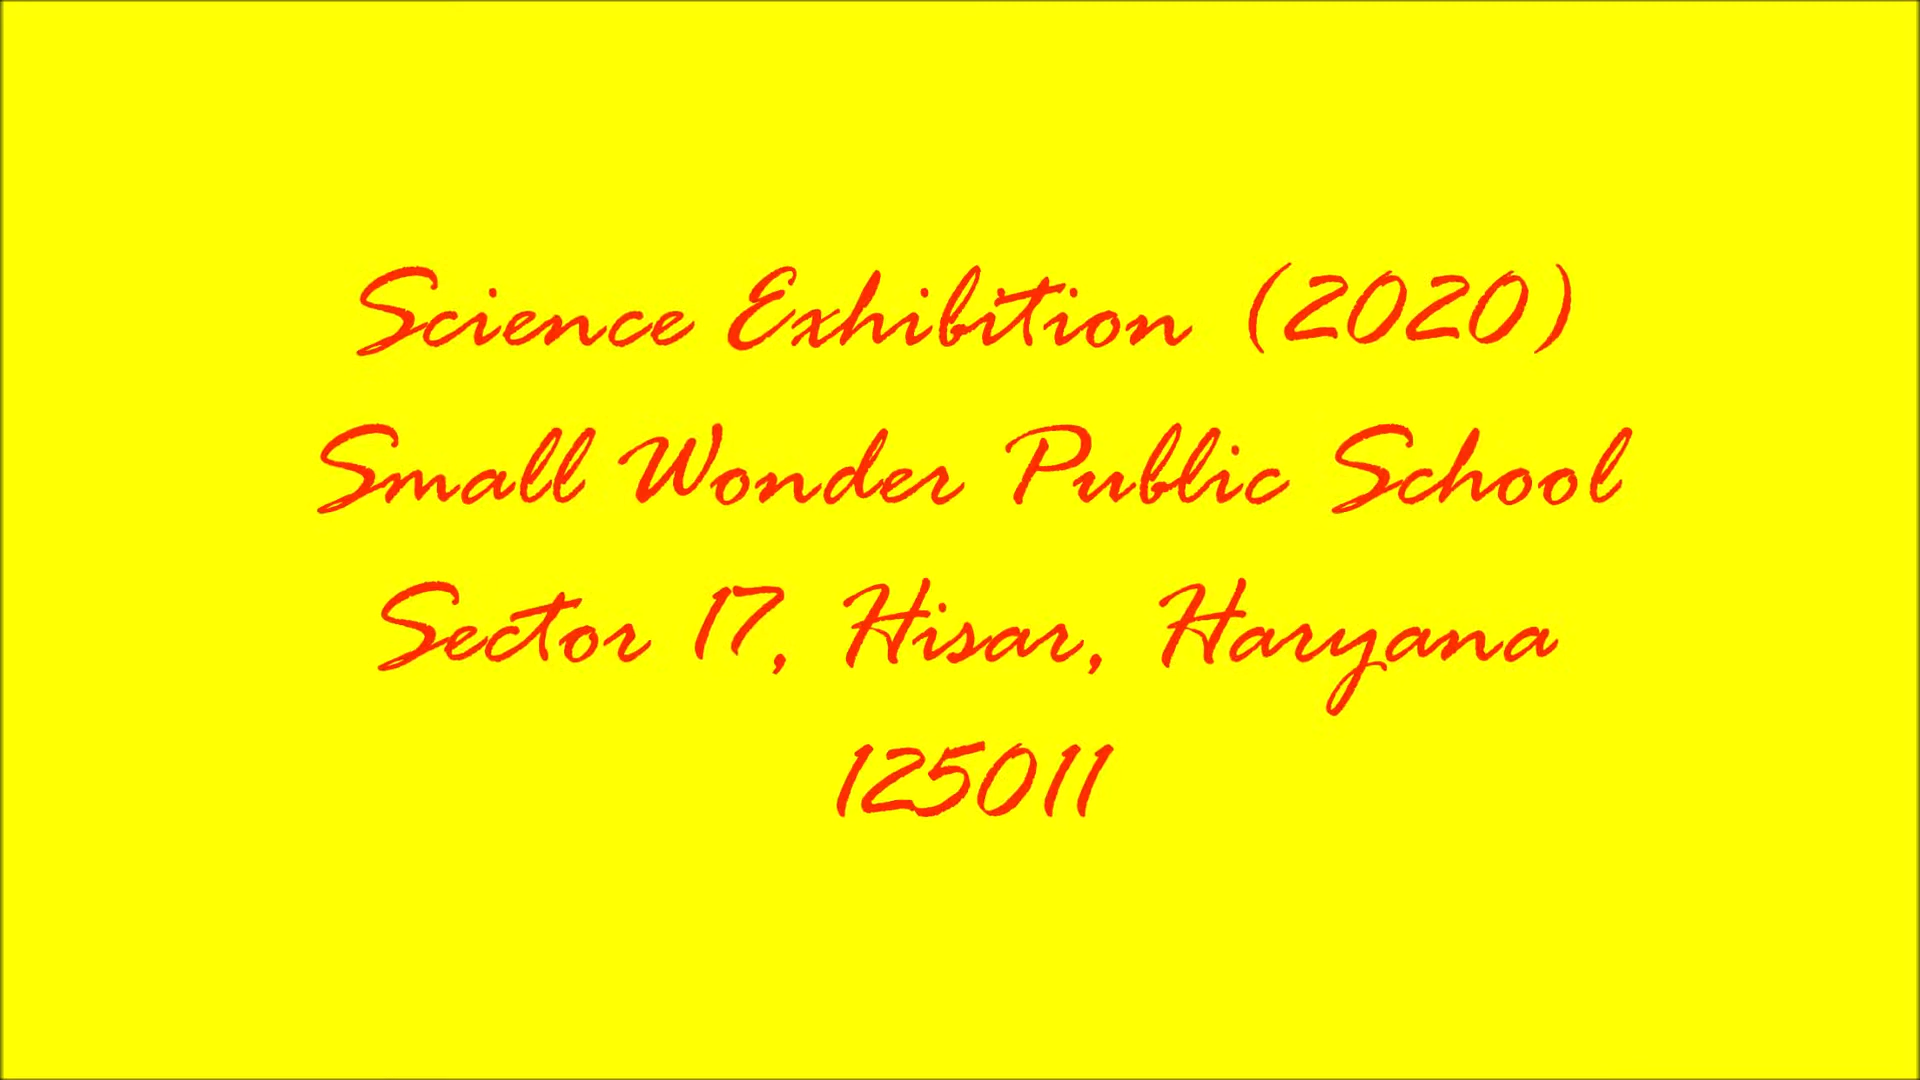 Science Exhibition (2020)
Small Wonder Public School
Sector 17, Hisar, Haryana
125011